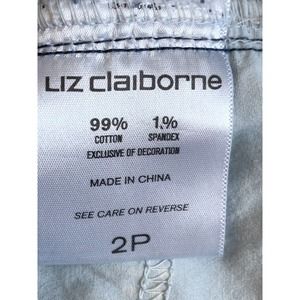 LIZ claiborne
99% 1%
COTTON SPANDEX
EXCLUSIVE OF DECORATION
MADE IN CHINA
SEE CARE ON REVERSE
2P